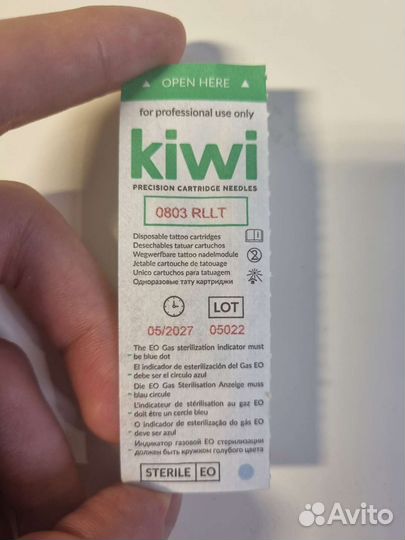 ▲ OPEN HERE ▲
for professional use only
kiwi
PRECISION CARTRIDGE NEEDLES
0803 RLLT
Disposable tattoo cartridges
Desechables tatuar cartuchos
Wegwerfbare tattoo nadelmodule
Jetable cartouche de tatouage
Unico cartuchos para tatuagem
Одноразовые тату картриджи
LOT
05/2027 05022
The EO Gas sterilization indicator must
be blue dot
El indicador de esterilización del Gas EO
debe ser el circulo azul
Die EO Gas Sterilisation Anzeige muss
blau circule
L'indicateur de stérilisation au gaz EO
doit être un cercle bleu
O indicador de esterilização do gás EO
deve ser azul
Индикатор газовой EO стерилизации
должен быть кружком голубого цвета
STERILE EO
Avito